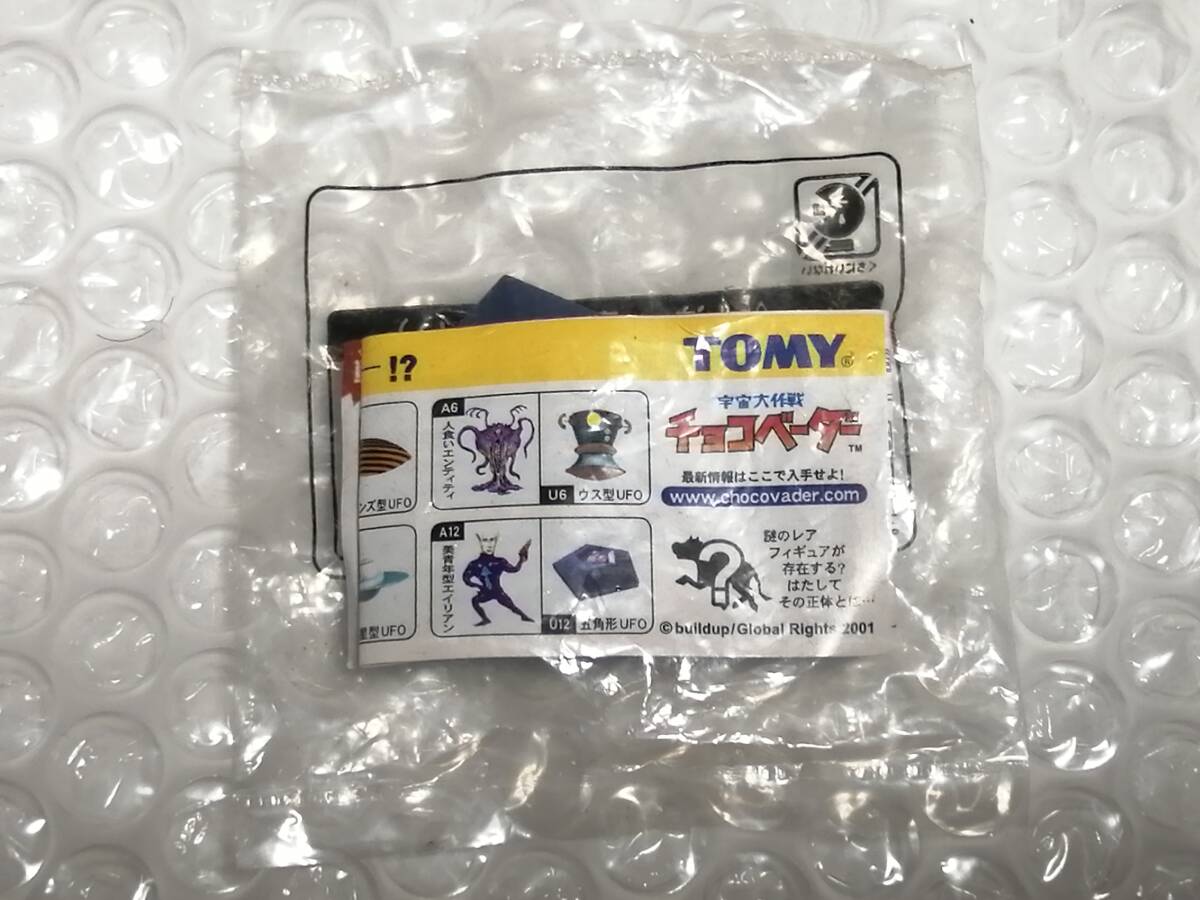 ー !?
TOMY®
宇宙大作戦
チョコベーダー™
最新情報はここで入手せよ!
www.chocovader.com
A6
人食いエンティティ
U6 ウス型UFO
ンズ型UFO
A12
美青年型エイリアン
U12 五角形UFO
星型UFO
謎のレア
フィギュアが
存在する?
はたして
その正体とは…
©buildup/Global Rights 2001